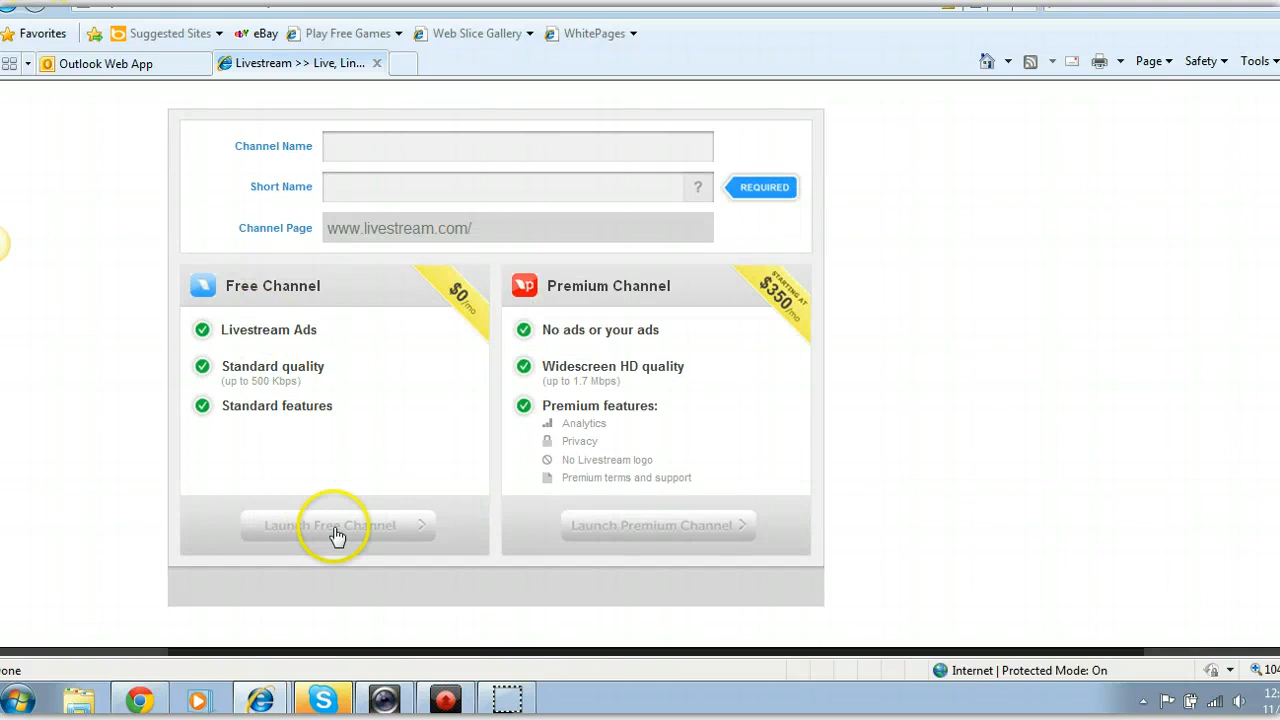 Favorites Suggested Sites eBay Play Free Games Web Slice Gallery WhitePages
Outlook Web App Livestream >> Live, Lin... Page Safety Tools
Channel Name
Short Name ? REQUIRED
Channel Page www.livestream.com/
Free Channel $0/mo
Livestream Ads
Standard quality
(up to 500 Kbps)
Standard features
Launch Free Channel
Premium Channel STARTING AT $350/mo
No ads or your ads
Widescreen HD quality
(up to 1.7 Mbps)
Premium features:
Analytics
Privacy
No Livestream logo
Premium terms and support
Launch Premium Channel
one Internet | Protected Mode: On 104
12:
11/